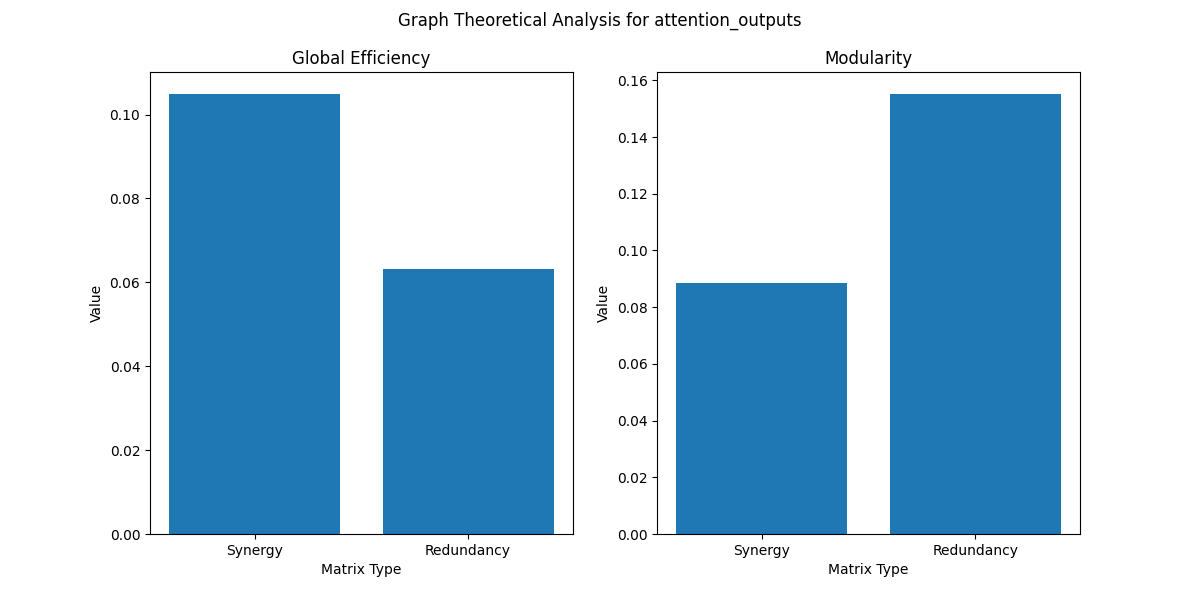 Graph Theoretical Analysis for attention_outputs
Global Efficiency
0.10
0.08
0.06
0.04
0.02
0.00
Value
Synergy
Redundancy
Matrix Type
Modularity
0.16
0.14
0.12
0.10
0.08
0.06
0.04
0.02
0.00
Value
Synergy
Redundancy
Matrix Type